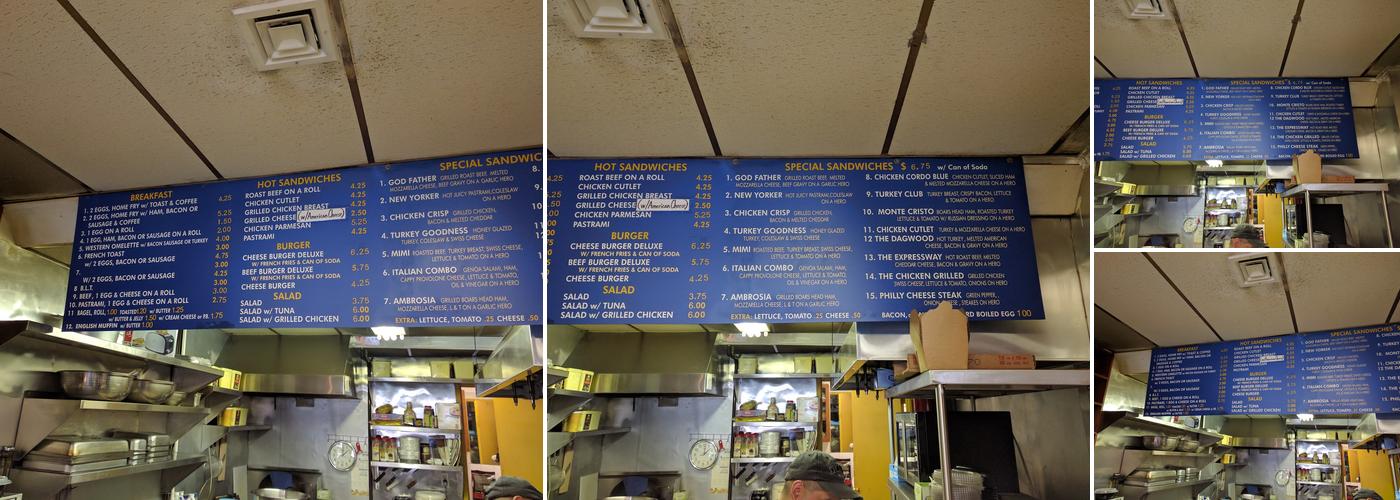 BREAKFAST
1. 2 EGGS, HOME FRY w/ TOAST & COFFEE 4.25
2. 2 EGGS, HOME FRY w/ HAM, BACON OR
SAUSAGE & COFFEE 5.25
3. 1 EGG ON A ROLL 1.50
4. 1 EGG, HAM, BACON OR SAUSAGE 2.00
5. WESTERN OMELETTE w/ BACON SAUSAGE OR TURKEY 4.00
6. FRENCH TOAST 3.00
w/ 2 EGGS, BACON OR SAUSAGE 4.75
7.
w/ 2 EGGS, BACON OR SAUSAGE
8. B.L.T.
9. BEEF, 1 EGG & CHEESE ON A ROLL 3.00
10. PASTRAMI, 1 EGG & CHEESE ON A ROLL 2.75
11 BAGEL, ROLL, 1.00 TOASTED 1.20 w/ BUTTER 1.25
w/ BUTTER & JELLY 1.50 w/ CREAM CHEESE or PB. 1.75
12. ENGLISH MUFFIN w/ BUTTER 1.00
HOT SANDWICHES
ROAST BEEF ON A ROLL 4.25
CHICKEN CUTLET 4.25
GRILLED CHICKEN BREAST 4.25
GRILLED CHEESE (w/American Cheese) 2.50
CHICKEN PARMESAN 5.25
PASTRAMI 4.25
BURGER
CHEESE BURGER DELUXE 6.25
W/ FRENCH FRIES & CAN OF SODA
BEEF BURGER DELUXE 5.75
W/ FRENCH FRIES & CAN OF SODA
CHEESE BURGER 4.25
SALAD
SALAD 3.75
SALAD w/ TUNA 6.00
SALAD w/ GRILLED CHICKEN 6.00
SPECIAL SANDWICHES $ 6.75 w/ Can of Soda
1. GOD FATHER GRILLED ROAST BEEF, MELTED
MOZZARELLA CHEESE, BEEF GRAVY ON A GARLIC HERO
2. NEW YORKER HOT JUICY PASTRAMI,COLESLAW
ON A HERO
3. CHICKEN CRISP GRILLED CHICKEN,
BACON & MELTED CHEDDAR
4. TURKEY GOODNESS HONEY GLAZED
TURKEY, COLESLAW & SWISS CHEESE
5. MIMI ROASTED BEEF, TURKEY BREAST, SWISS CHEESE,
LETTUCE & TOMATO ON A GARLIC HERO
6. ITALIAN COMBO GENOA SALAMI, HAM,
CAPPY PROVOLONE CHEESE, LETTUCE & TOMATO,
OIL & VINEGAR ON A HERO
7. AMBROSIA GRILLED BOARS HEAD HAM,
MOZZARELLA CHEESE, L & T ON A GARLIC HERO
8. CHICKEN CORDO BLUE CHICKEN CUTLET, SLICED HAM
& MELTED MOZZARELLA CHEESE ON A HERO
9. TURKEY CLUB TURKEY BREAST, CRISPY BACON, LETTUCE
& TOMATO ON A HERO
10. MONTE CRISTO BOARS HEAD HAM, ROASTED TURKEY
LETTUCE & TOMATO W/ RUSSIAN DRESSING ON A HERO
11. CHICKEN CUTLET LETTUCE, TURKEY & MOZZARELLA CHEESE ON A HERO
12 THE DAGWOOD HOT TURKEY, MELTED AMERICAN
CHEESE, BACON ON A GARLIC HERO
13. THE EXPRESSWAY HOT ROAST BEEF,
MELTED CHEDDAR CHEESE, BACON ON A HERO
14. THE CHICKEN GRILLED GRILLED CHICKEN
SWISS CHEESE, LETTUCE & TOMATO, ONIONS ON A HERO
15. PHILLY CHEESE STEAK GREEN PEPPER,
STEAKES ON A HERO
EXTRA: LETTUCE, TOMATO .25 CHEESE .50 BACON, BOILED EGG 1.00